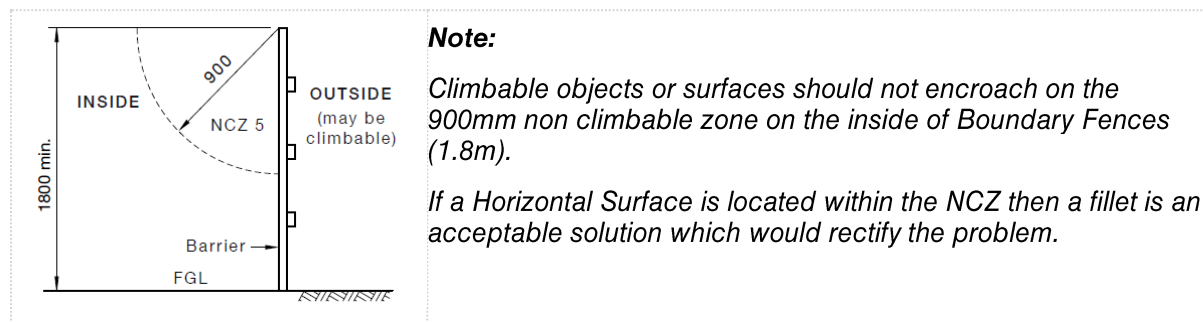 900
INSIDE
NCZ 5
OUTSIDE
(may be
climbable)
1800 min.
Barrier
FGL
Note:
Climbable objects or surfaces should not encroach on the
900mm non climbable zone on the inside of Boundary Fences
(1.8m).
If a Horizontal Surface is located within the NCZ then a fillet is an
acceptable solution which would rectify the problem.